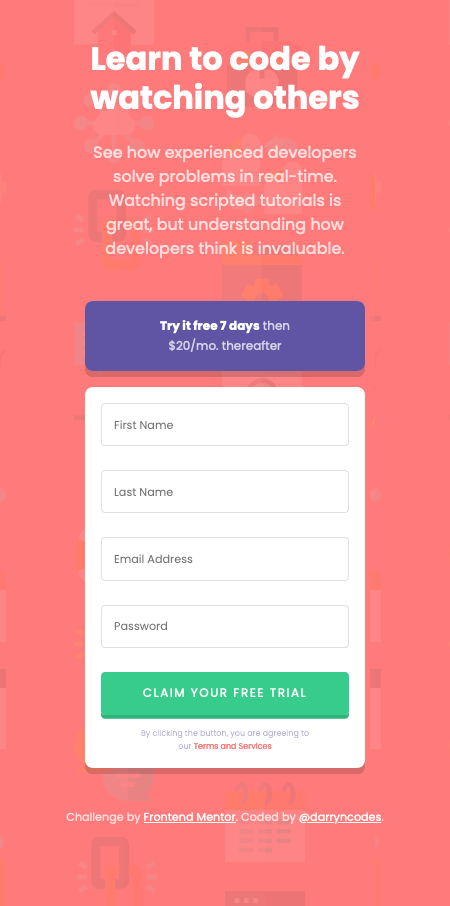 Learn to code by
watching others
See how experienced developers
solve problems in real-time.
Watching scripted tutorials is
great, but understanding how
developers think is invaluable.
Try it free 7 days then
$20/mo. thereafter
First Name
Last Name
Email Address
Password
CLAIM YOUR FREE TRIAL
By clicking the button, you are agreeing to
our Terms and Services
Challenge by Frontend Mentor. Coded by @darryncodes.